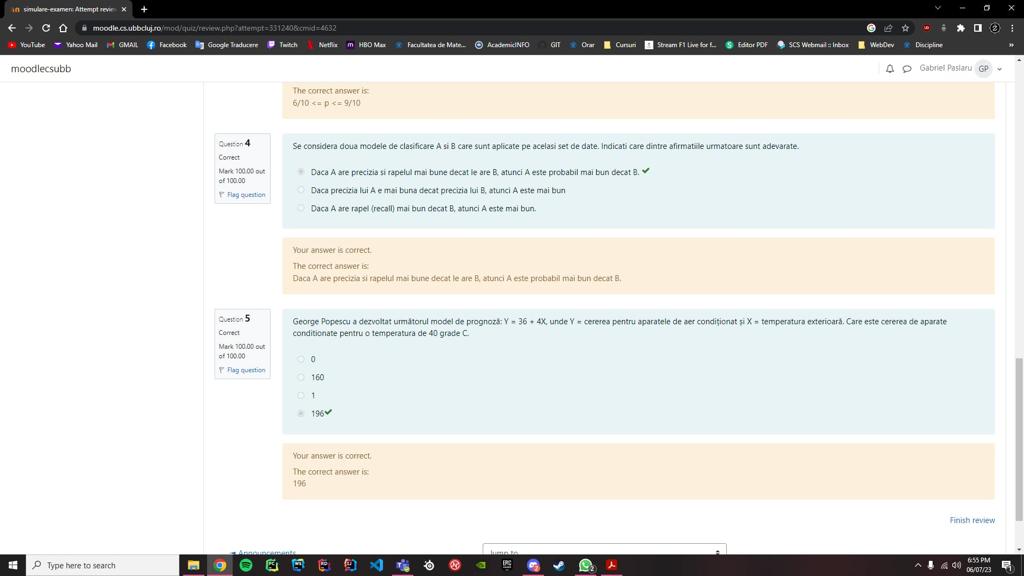 simulare-examen: Attempt review
moodle.cs.ubbcluj.ro/mod/quiz/review.php?attempt=331240&cmid=4632
YouTube Yahoo Mail GMAIL Facebook Google Traducere Twitch Netflix HBO Max Facultatea de Mate... AcademicINFO GIT Orar Cursuri Stream F1 Live for f... Editor PDF SCS Webmail :: Inbox WebDev Discipline
moodlecsubb
Gabriel Paslaru GP
The correct answer is:
6/10 <= p <= 9/10
Question 4
Correct
Mark 100.00 out
of 100.00
Flag question
Se considera doua modele de clasificare A si B care sunt aplicate pe acelasi set de date. Indicati care dintre afirmatiile urmatoare sunt adevarate.
Daca A are precizia si rapelul mai bune decat le are B, atunci A este probabil mai bun decat B.
Daca precizia lui A e mai buna decat precizia lui B, atunci A este mai bun
Daca A are rapel (recall) mai bun decat B, atunci A este mai bun.
Your answer is correct.
The correct answer is:
Daca A are precizia si rapelul mai bune decat le are B, atunci A este probabil mai bun decat B.
Question 5
Correct
Mark 100.00 out
of 100.00
Flag question
George Popescu a dezvoltat următorul model de prognoză: Y = 36 + 4X, unde Y = cererea pentru aparatele de aer condiționat și X = temperatura exterioară. Care este cererea de aparate
conditionate pentru o temperatura de 40 grade C.
0
160
1
196
Your answer is correct.
The correct answer is:
196
Finish review
Announcements
Jump to...
Type here to search
6:55 PM
06/07/23